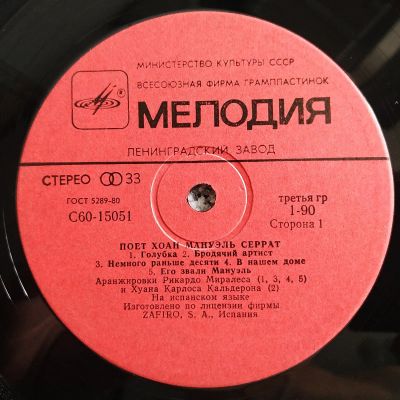 МИНИСТЕРСТВО КУЛЬТУРЫ СССР
ВСЕСОЮЗНАЯ ФИРМА ГРАМПЛАСТИНОК
МЕЛОДИЯ
ЛЕНИНГРАДСКИЙ ЗАВОД
СТЕРЕО 33
ГОСТ 5289-80
С60-15051
третья гр
1-90
Сторона 1
ПОЕТ ХОАН МАНУЭЛЬ СЕРРАТ
1. Голубка 2. Бродячий артист
3. Немного раньше десяти 4. В нашем доме
5. Его звали Мануэль
Аранжировки Рикардо Миралеса (1, 3, 4, 5)
и Хуана Карлоса Кальдерона (2)
На испанском языке
Изготовлено по лицензии фирмы
ZAFIRO, S. A., Испания